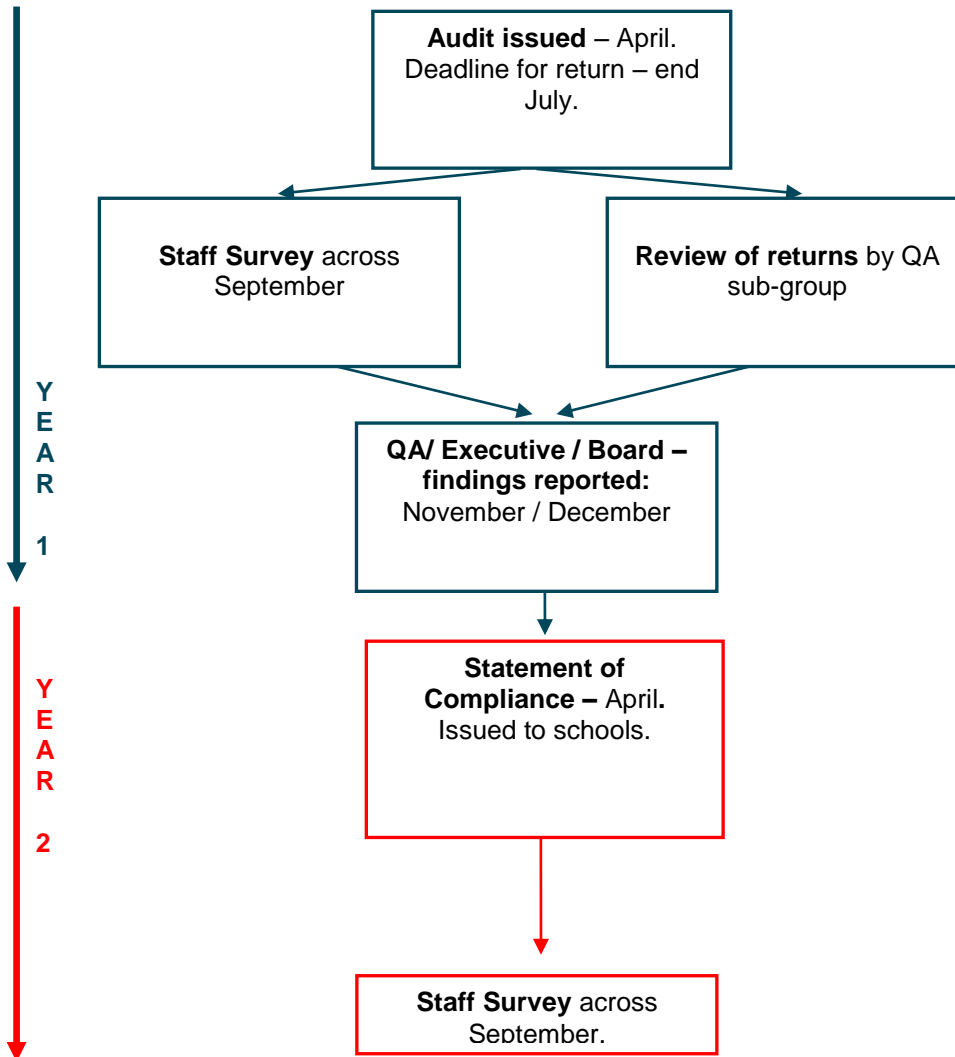 Audit issued – April.
Deadline for return – end
July.
Staff Survey across
September
Review of returns by QA
sub-group
YEAR 1
QA/ Executive / Board –
findings reported:
November / December
Statement of
Compliance – April.
Issued to schools.
YEAR 2
Staff Survey across
September.